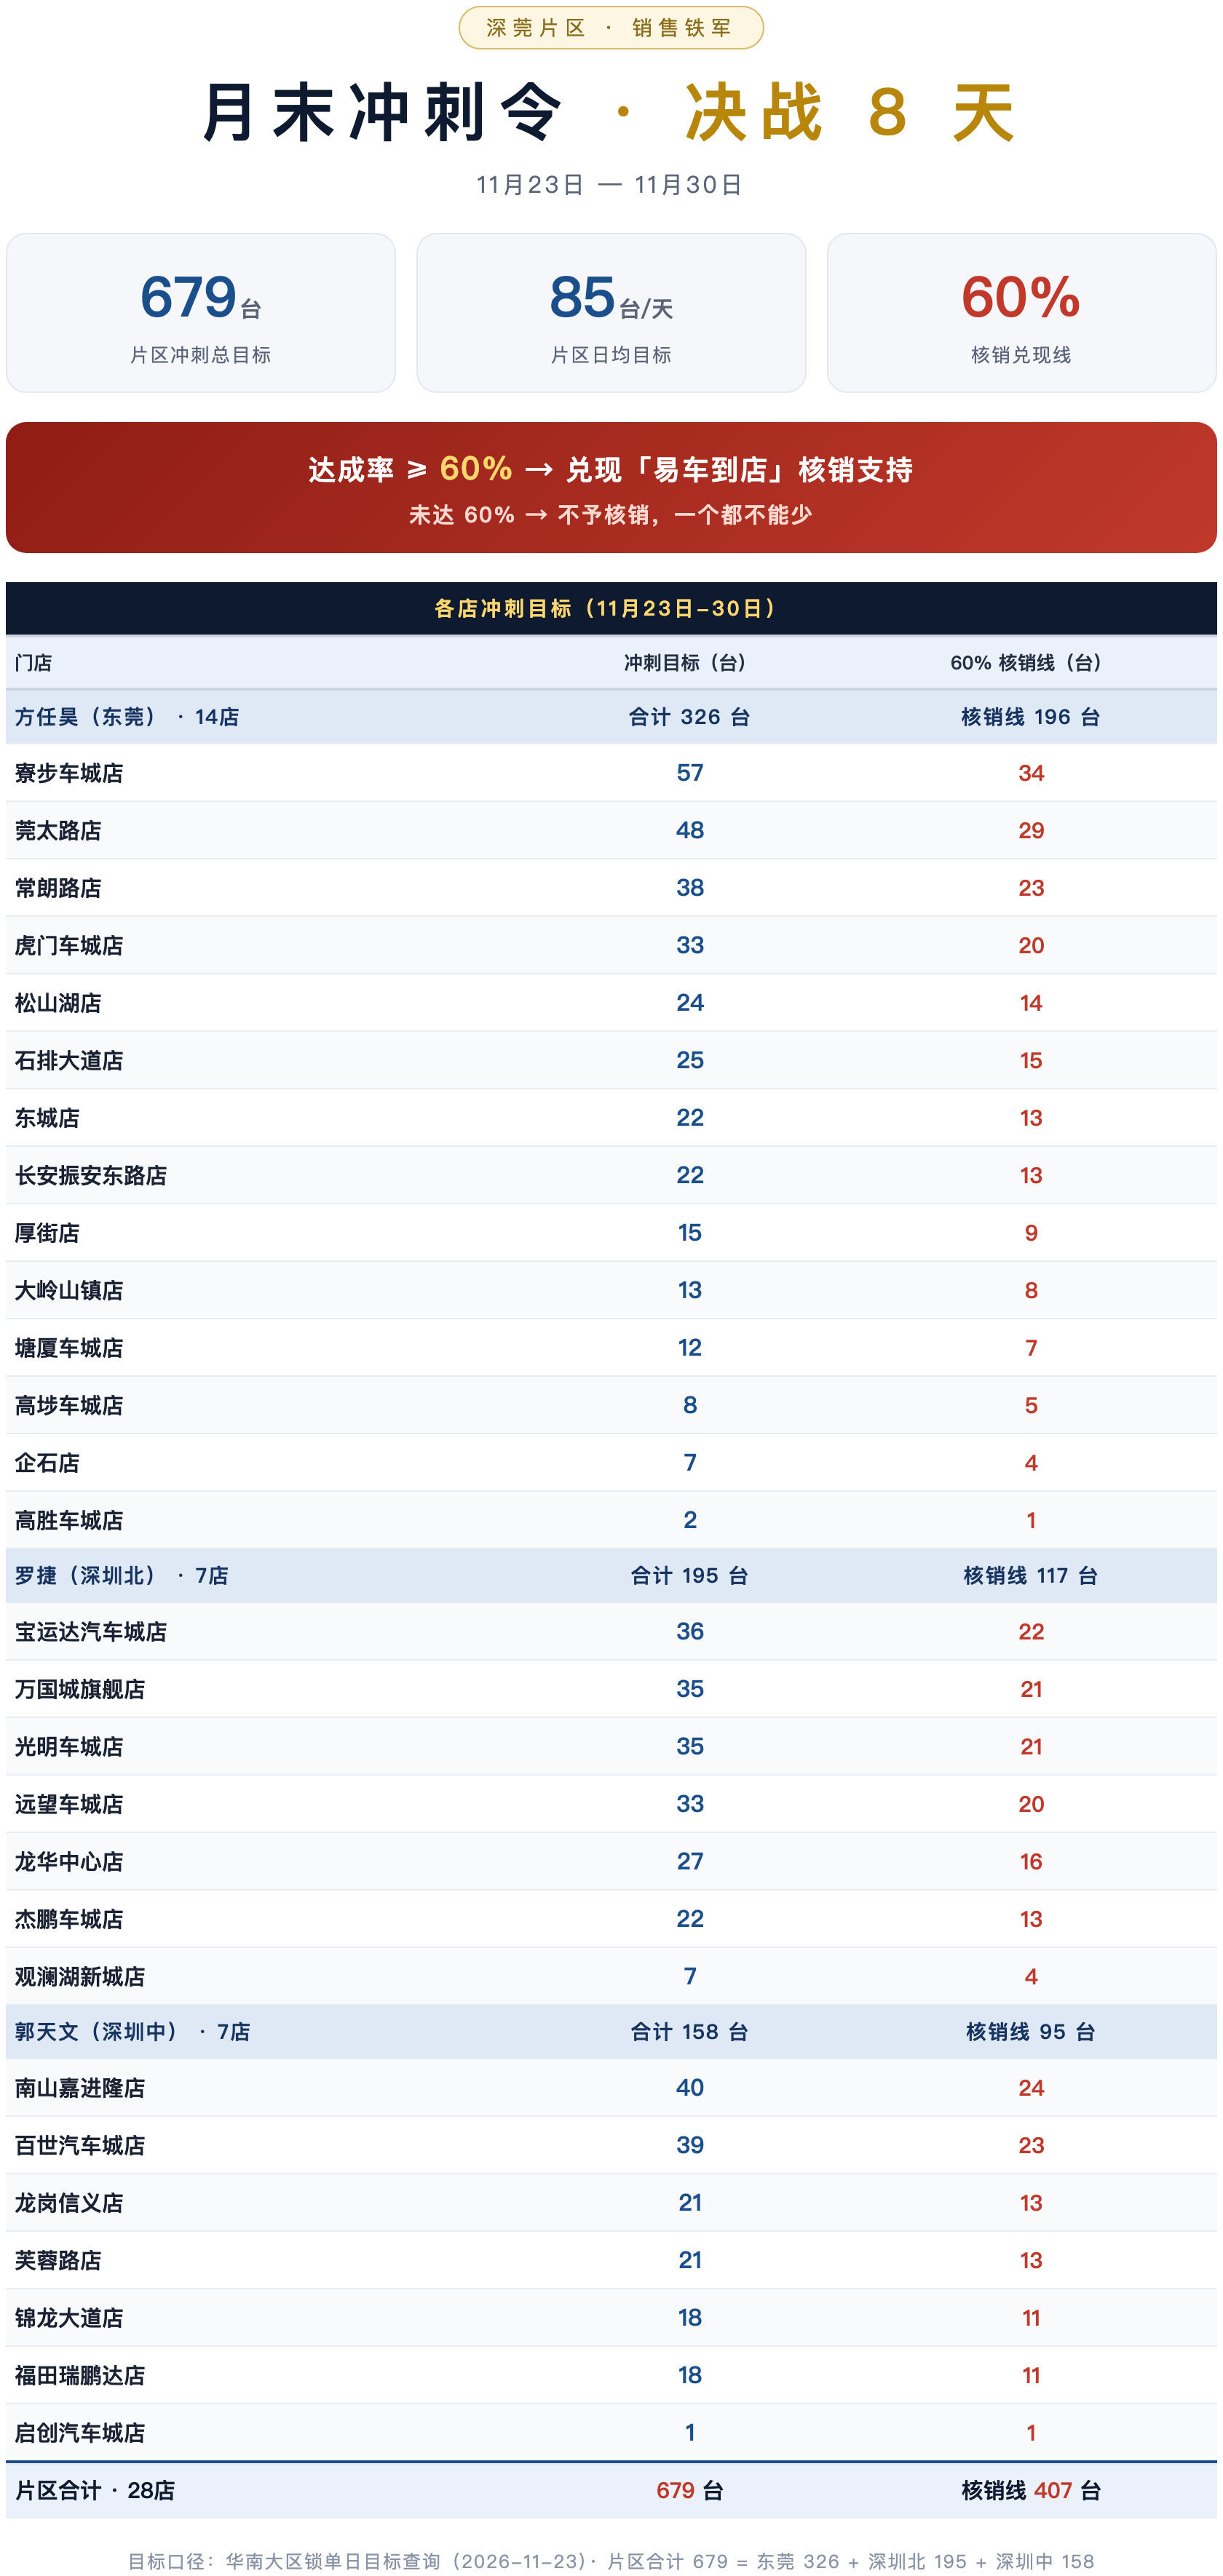 深莞片区 · 销售铁军
月末冲刺令 · 决战 8 天
11月23日 — 11月30日
679台 85台/天 60%
片区冲刺总目标 片区日均目标 核销兑现线
达成率 ≥ 60% → 兑现「易车到店」核销支持
未达 60% → 不予核销，一个都不能少
各店冲刺目标（11月23日–30日）
门店 冲刺目标（台） 60% 核销线（台）
方任昊（东莞） · 14店 合计 326 台 核销线 196 台
寮步车城店 57 34
莞太路店 48 29
常朗路店 38 23
虎门车城店 33 20
松山湖店 24 14
石排大道店 25 15
东城店 22 13
长安振安东路店 22 13
厚街店 15 9
大岭山镇店 13 8
塘厦车城店 12 7
高埗车城店 8 5
企石店 7 4
高胜车城店 2 1
罗捷（深圳北） · 7店 合计 195 台 核销线 117 台
宝运达汽车城店 36 22
万国城旗舰店 35 21
光明车城店 35 21
远望车城店 33 20
龙华中心店 27 16
杰鹏车城店 22 13
观澜湖新城店 7 4
郭天文（深圳中） · 7店 合计 158 台 核销线 95 台
南山嘉进隆店 40 24
百世汽车城店 39 23
龙岗信义店 21 13
芙蓉路店 21 13
锦龙大道店 18 11
福田瑞鹏达店 18 11
启创汽车城店 1 1
片区合计 · 28店 679 台 核销线 407 台
目标口径：华南大区锁单日目标查询（2026-11-23）· 片区合计 679 = 东莞 326 + 深圳北 195 + 深圳中 158